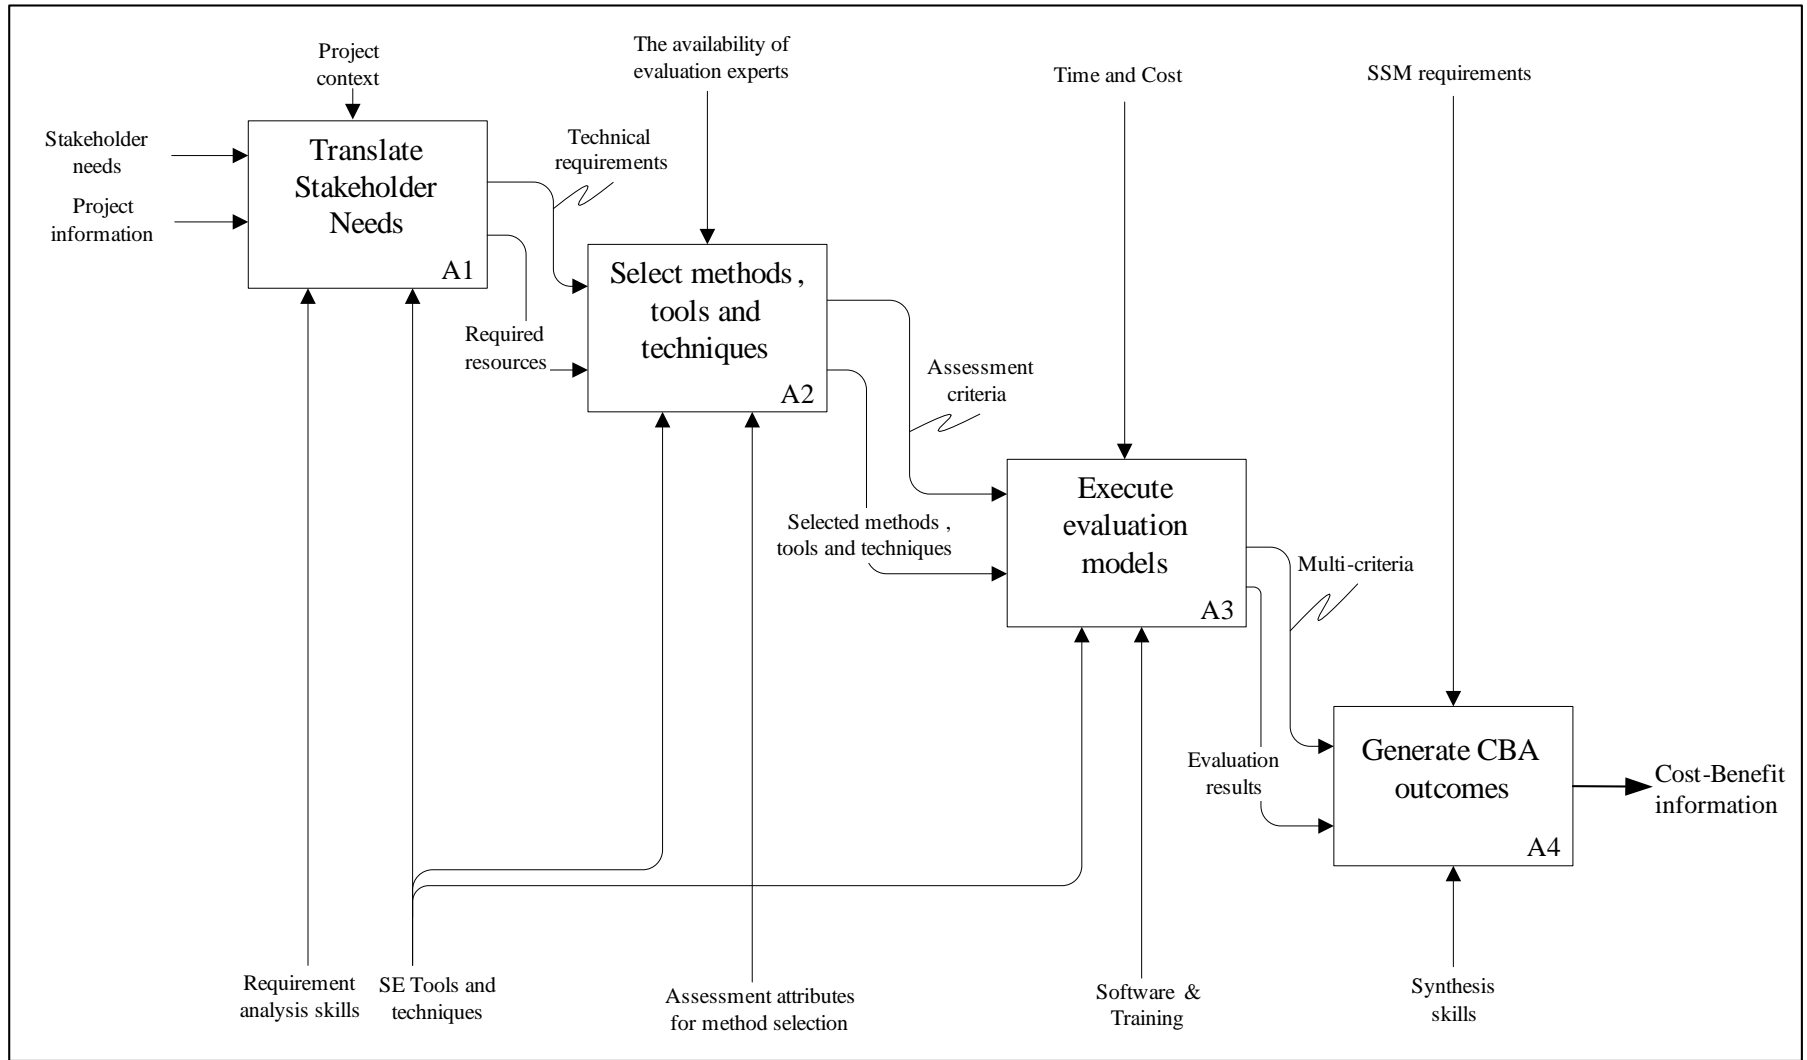 Project
context
The availability of
evaluation experts
Time and Cost
SSM requirements
Stakeholder
needs
Project
information
Translate
Stakeholder
Needs
A1
Technical
requirements
Required
resources
Select methods,
tools and
techniques
A2
Assessment
criteria
Selected methods,
tools and techniques
Execute
evaluation
models
A3
Multi-criteria
Evaluation
results
Generate CBA
outcomes
A4
Cost-Benefit
information
Requirement
analysis skills
SE Tools and
techniques
Assessment attributes
for method selection
Software &
Training
Synthesis
skills